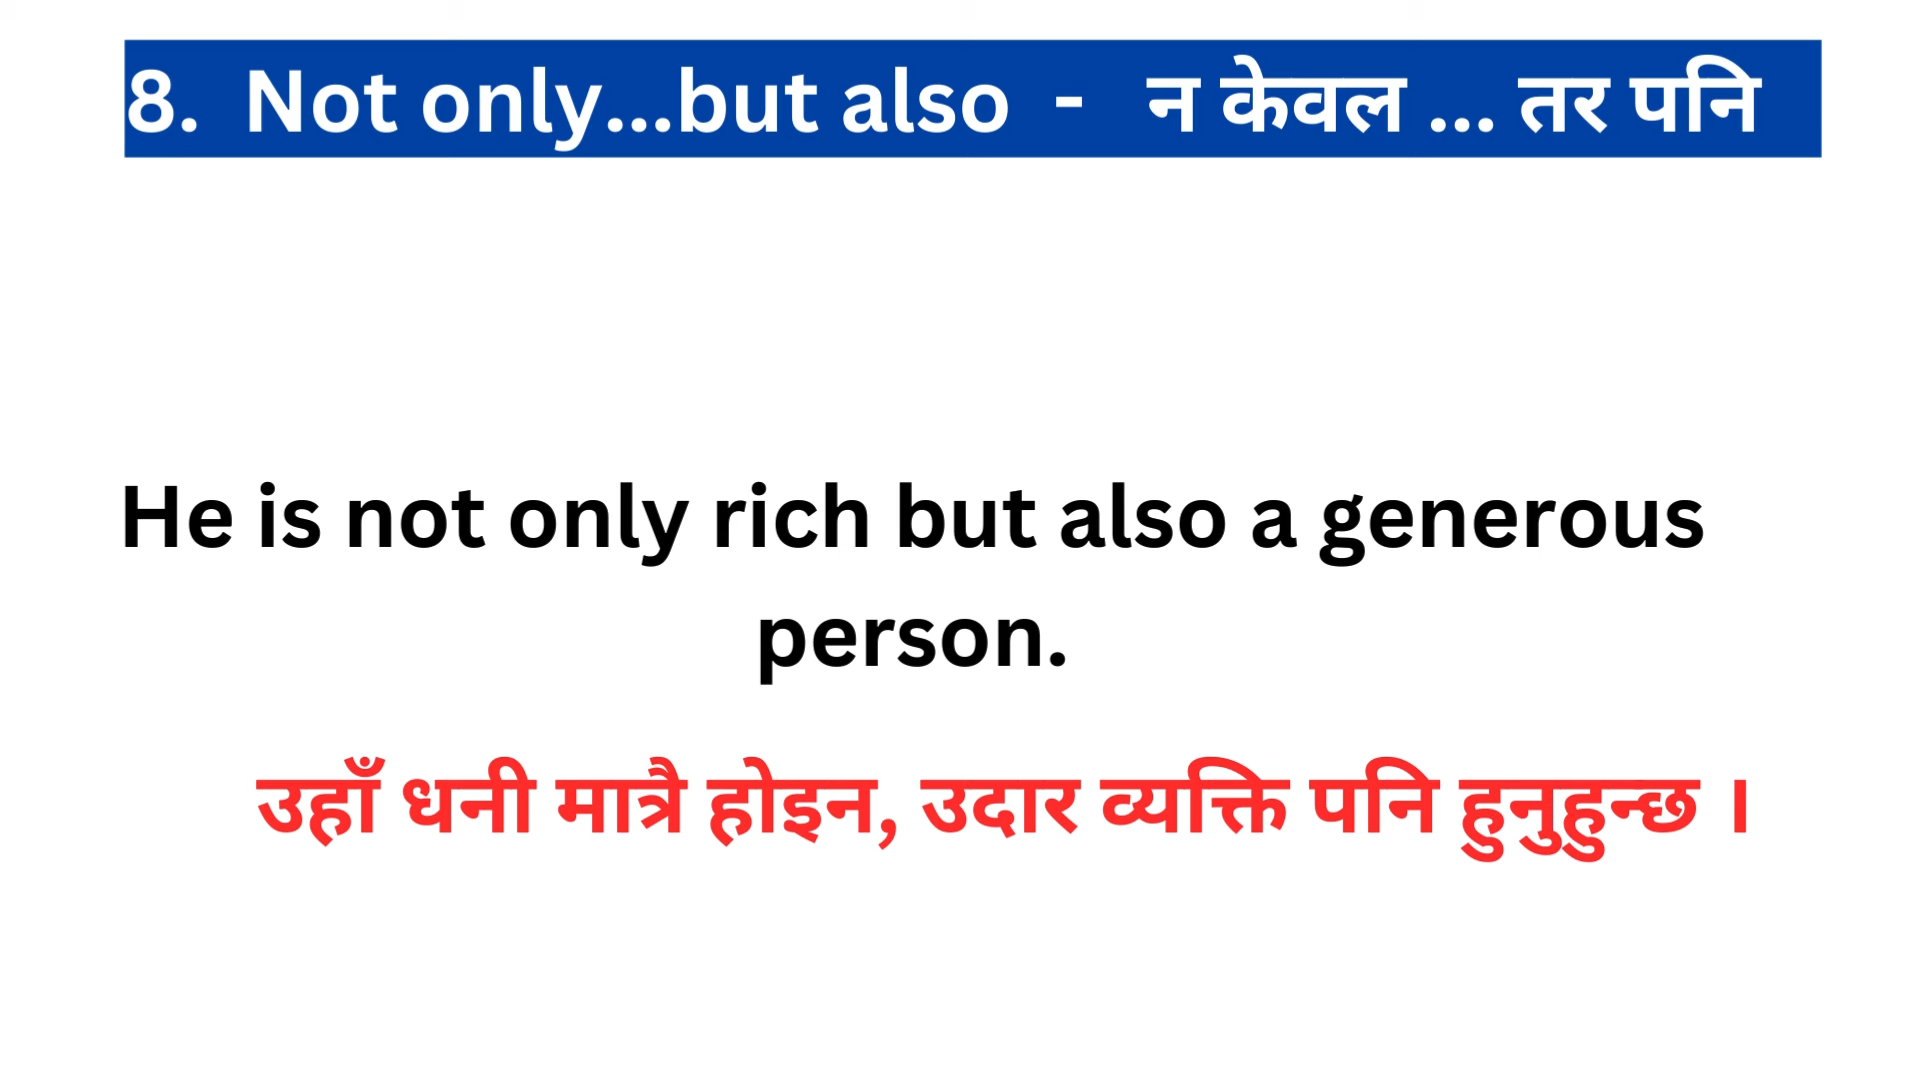 8. Not only...but also - न केवल ... तर पनि
He is not only rich but also a generous
person.
उहाँ धनी मात्रै होइन, उदार व्यक्ति पनि हुनुहुन्छ ।